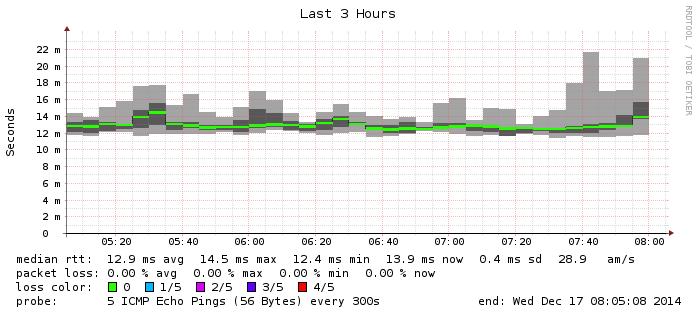 Last 3 Hours
RRDTOOL / TOBI OETIKER
Seconds
22 m
20 m
18 m
16 m
14 m
12 m
10 m
8 m
6 m
4 m
2 m
0
05:20 05:40 06:00 06:20 06:40 07:00 07:20 07:40 08:00
median rtt: 12.9 ms avg 14.5 ms max 12.4 ms min 13.9 ms now 0.4 ms sd 28.9 am/s
packet loss: 0.00 % avg 0.00 % max 0.00 % min 0.00 % now
loss color: 0 1/5 2/5 3/5 4/5
probe: 5 ICMP Echo Pings (56 Bytes) every 300s end: Wed Dec 17 08:05:08 2014